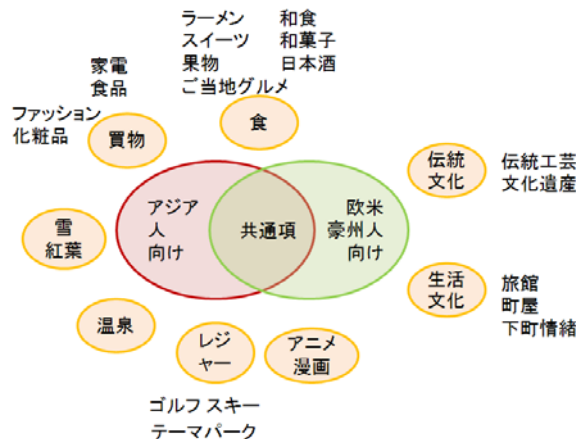 ラーメン
スイーツ
果物
ご当地グルメ
和食
和菓子
日本酒
家電
食品
ファッション
化粧品
買物
食
伝統
文化
伝統工芸
文化遺産
アジア
人
向け
共通項
欧米
豪州人
向け
雪
紅葉
生活
文化
旅館
町屋
下町情緒
温泉
レジ
ャー
アニメ
漫画
ゴルフ スキー
テーマパーク